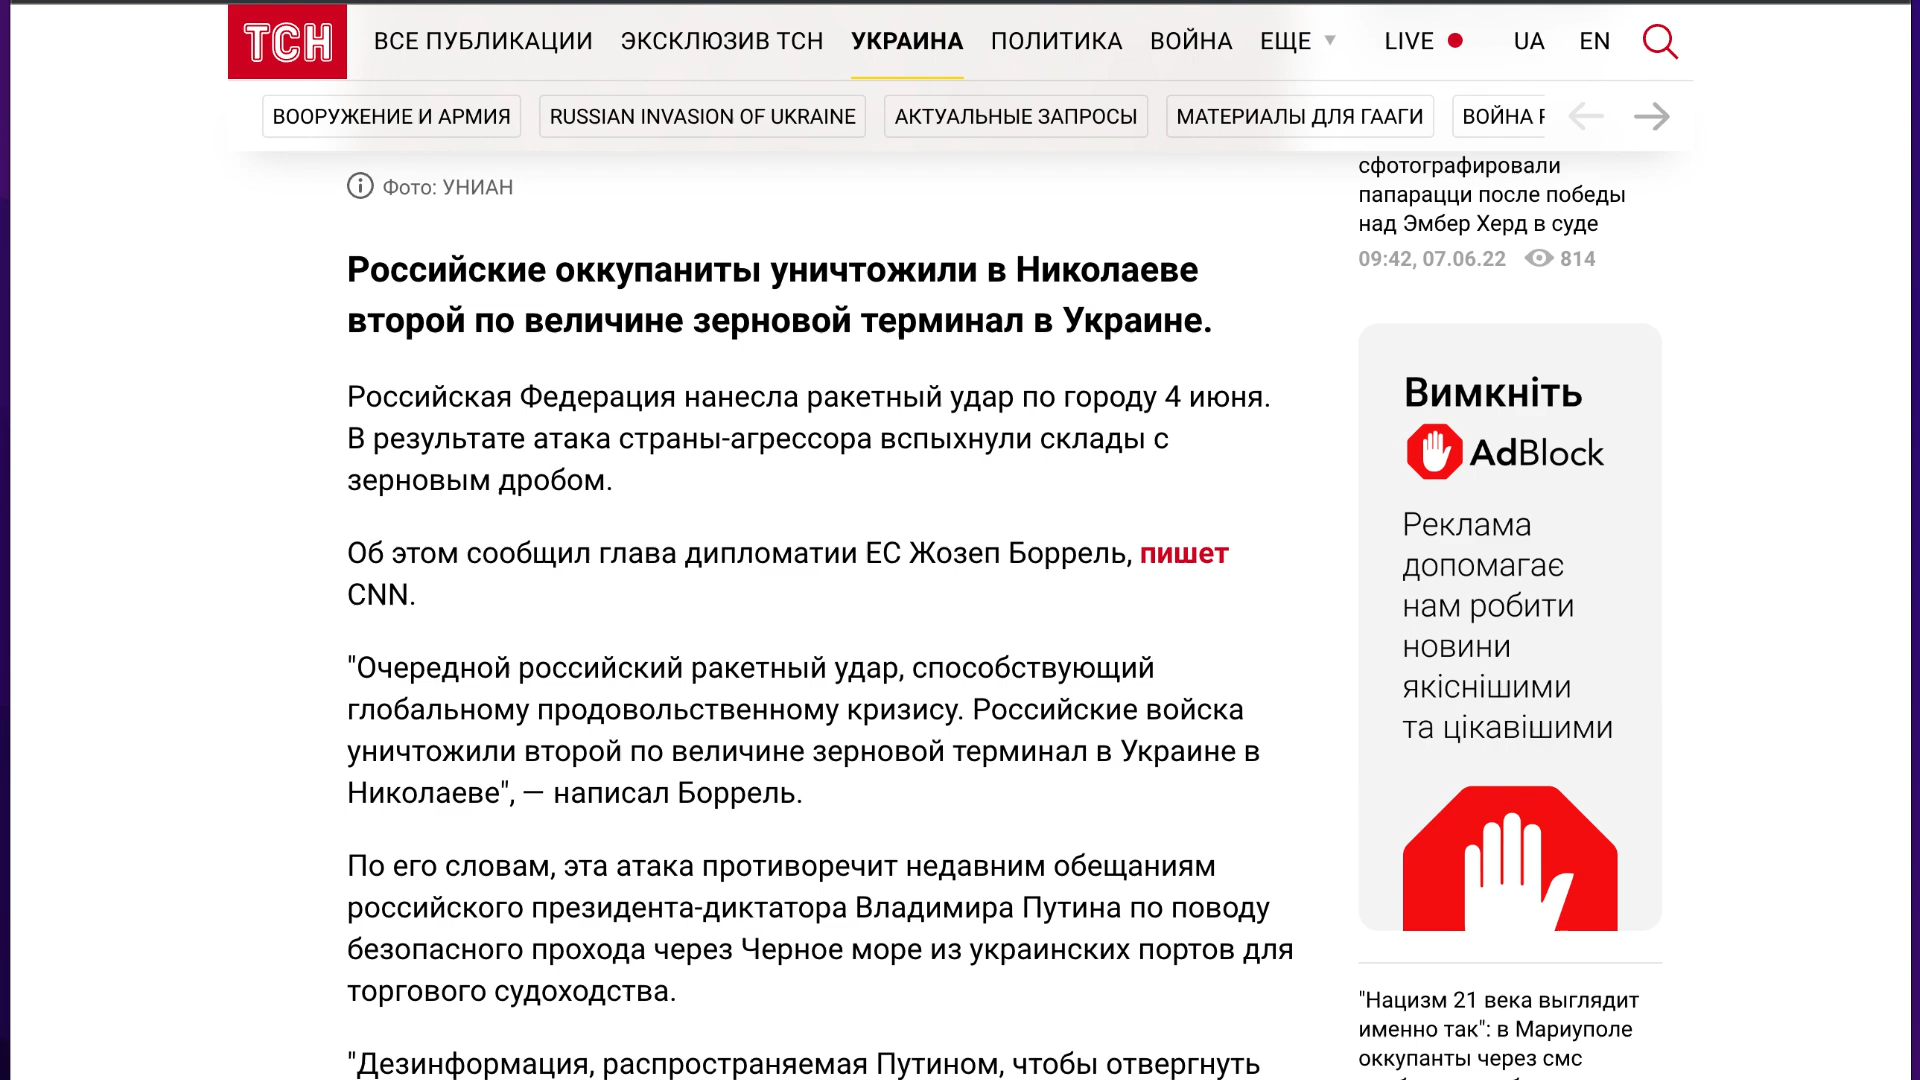 ТСН
ВСЕ ПУБЛИКАЦИИ ЭКСКЛЮЗИВ ТСН УКРАИНА ПОЛИТИКА ВОЙНА ЕЩЕ LIVE UA EN
ВООРУЖЕНИЕ И АРМИЯ RUSSIAN INVASION OF UKRAINE АКТУАЛЬНЫЕ ЗАПРОСЫ МАТЕРИАЛЫ ДЛЯ ГААГИ ВОЙНА
Фото: УНИАН
Российские оккупаниты уничтожили в Николаеве
второй по величине зерновой терминал в Украине.
Российская Федерация нанесла ракетный удар по городу 4 июня.
В результате атака страны-агрессора вспыхнули склады с
зерновым дробом.
Об этом сообщил глава дипломатии ЕС Жозеп Боррель, пишет
CNN.
"Очередной российский ракетный удар, способствующий
глобальному продовольственному кризису. Российские войска
уничтожили второй по величине зерновой терминал в Украине в
Николаеве", — написал Боррель.
По его словам, эта атака противоречит недавним обещаниям
российского президента-диктатора Владимира Путина по поводу
безопасного прохода через Черное море из украинских портов для
торгового судоходства.
"Дезинформация, распространяемая Путином, чтобы отвергнуть
сфотографировали
папарацци после победы
над Эмбер Херд в суде
09:42, 07.06.22 814
Вимкніть
AdBlock
Реклама
допомагає
нам робити
новини
якіснішими
та цікавішими
"Нацизм 21 века выглядит
именно так": в Мариуполе
оккупанты через смс